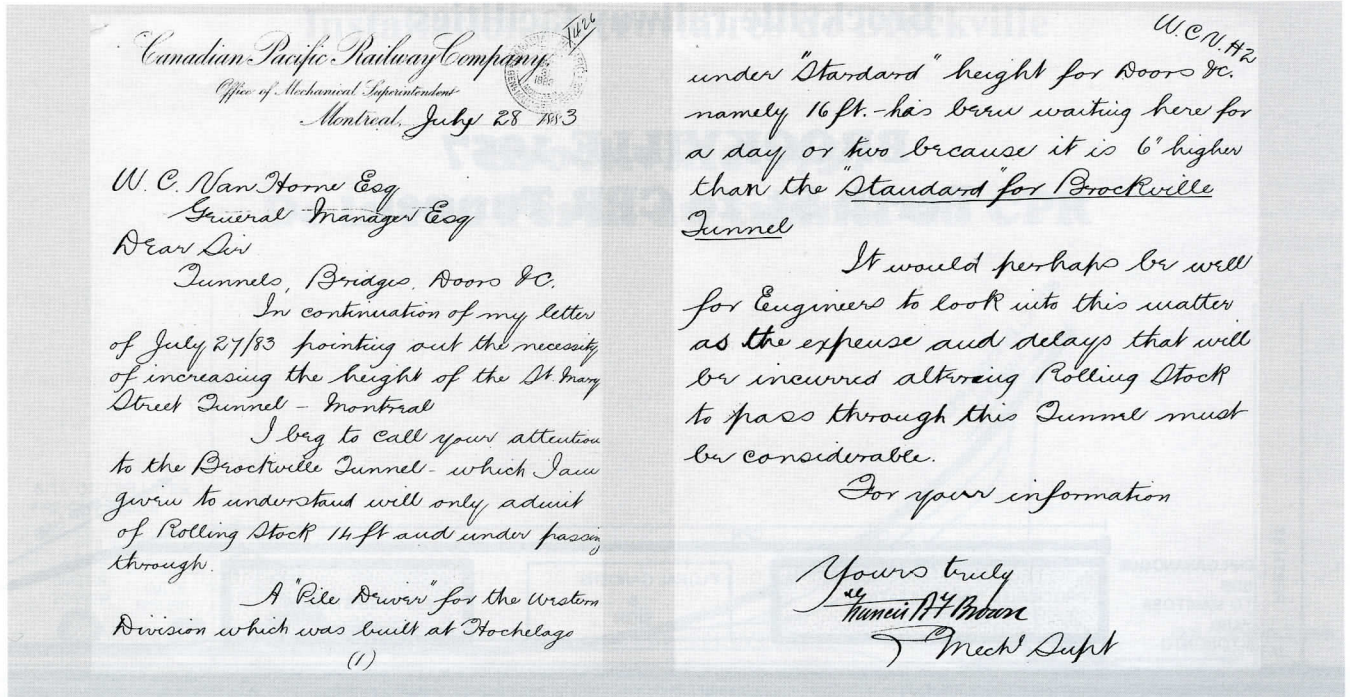 Canadian Pacific Railway Company.
Office of Mechanical Superintendent
Montreal, July 28 1883
W. C. Van Horne Esq
General Manager Esq
Dear Sir
Tunnels, Bridges, Doors &c.
In continuation of my letter
of July 27/83 pointing out the necessity
of increasing the height of the St. Mary
Street Tunnel - Montreal
I beg to call your attention
to the Brockville Tunnel - which I am
given to understand will only admit
of Rolling Stock 14 ft and under passing
through.
A "Pile Driver" for the Western
Division which was built at Hochelago
(1)
W.C.V.H 2
under "Standard" height for Doors &c.
namely 16 ft. - has been waiting here for
a day or two because it is 6" higher
than the "Standard" for Brockville
Tunnel
It would perhaps be well
for Engineers to look into this matter
as the expense and delays that will
be incurred altering Rolling Stock
to pass through this Tunnel must
be considerable.
For your information
Yours truly
Francis R F Brown
Mechl Supt